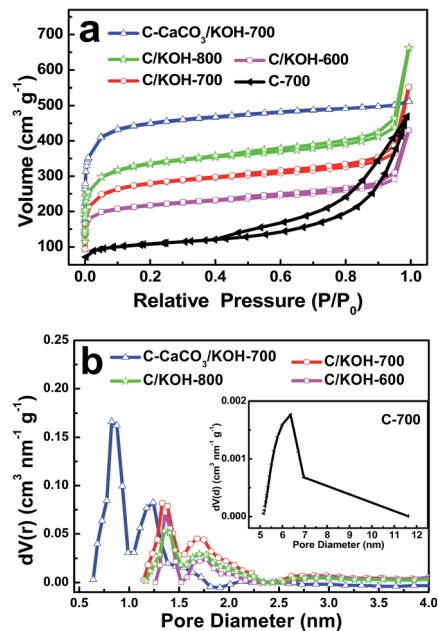 a
C-CaCO3/KOH-700
C/KOH-800
C/KOH-600
C/KOH-700
C-700
Volume (cm3 g-1)
600
500
400
300
200
100
0.0 0.2 0.4 0.6 0.8 1.0
Relative Pressure (P/P0)
b
C-CaCO3/KOH-700
C/KOH-700
C/KOH-800
C/KOH-600
dV(r) (cm3 nm-1 g-1)
0.25
0.20
0.15
0.10
0.05
0.00
C-700
dV(d) (cm3 nm-1 g-1)
0.002
0.001
0.000
5 6 7 8 9 10 11 12
Pore Diameter (nm)
0.5 1.0 1.5 2.0 2.5 3.0 3.5 4.0
Pore Diameter (nm)